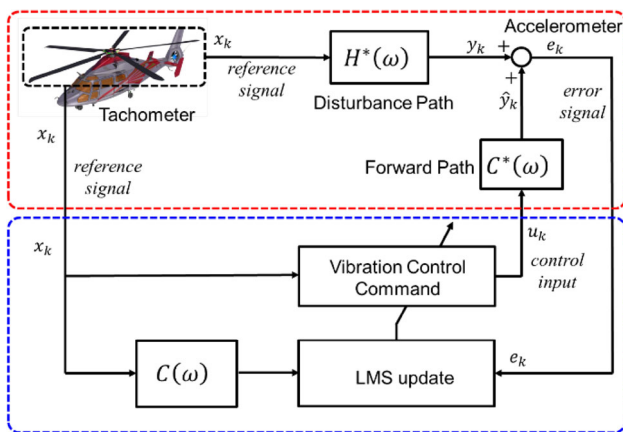 Accelerometer
x_k
reference
signal
H*(ω)
y_k
+
e_k
Disturbance Path
+
ŷ_k
error
signal
Tachometer
x_k
reference
signal
Forward Path
C*(ω)
x_k
u_k
control
input
Vibration Control
Command
C(ω)
LMS update
e_k